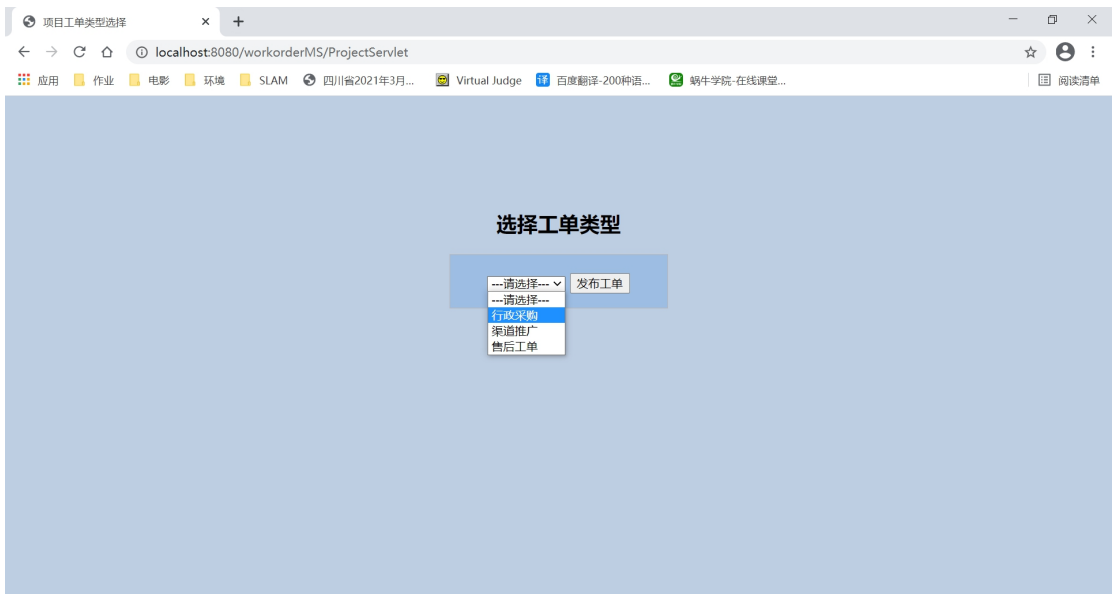 项目工单类型选择
localhost:8080/workorderMS/ProjectServlet
应用 作业 电影 环境 SLAM 四川省2021年3月... Virtual Judge 译 百度翻译-200种语... 蜗牛学院-在线课堂... 阅读清单
选择工单类型
---请选择--- 发布工单
---请选择---
行政采购
渠道推广
售后工单